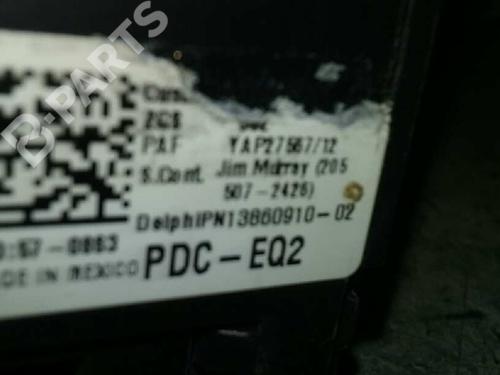 B-PARTS
ZGS
PAF YAP27567/12
S.Cont. Jim Murray (205
507-2426)
DelphiPN13860910-02
:57-0863
DE IN MEXICO PDC-EQ2